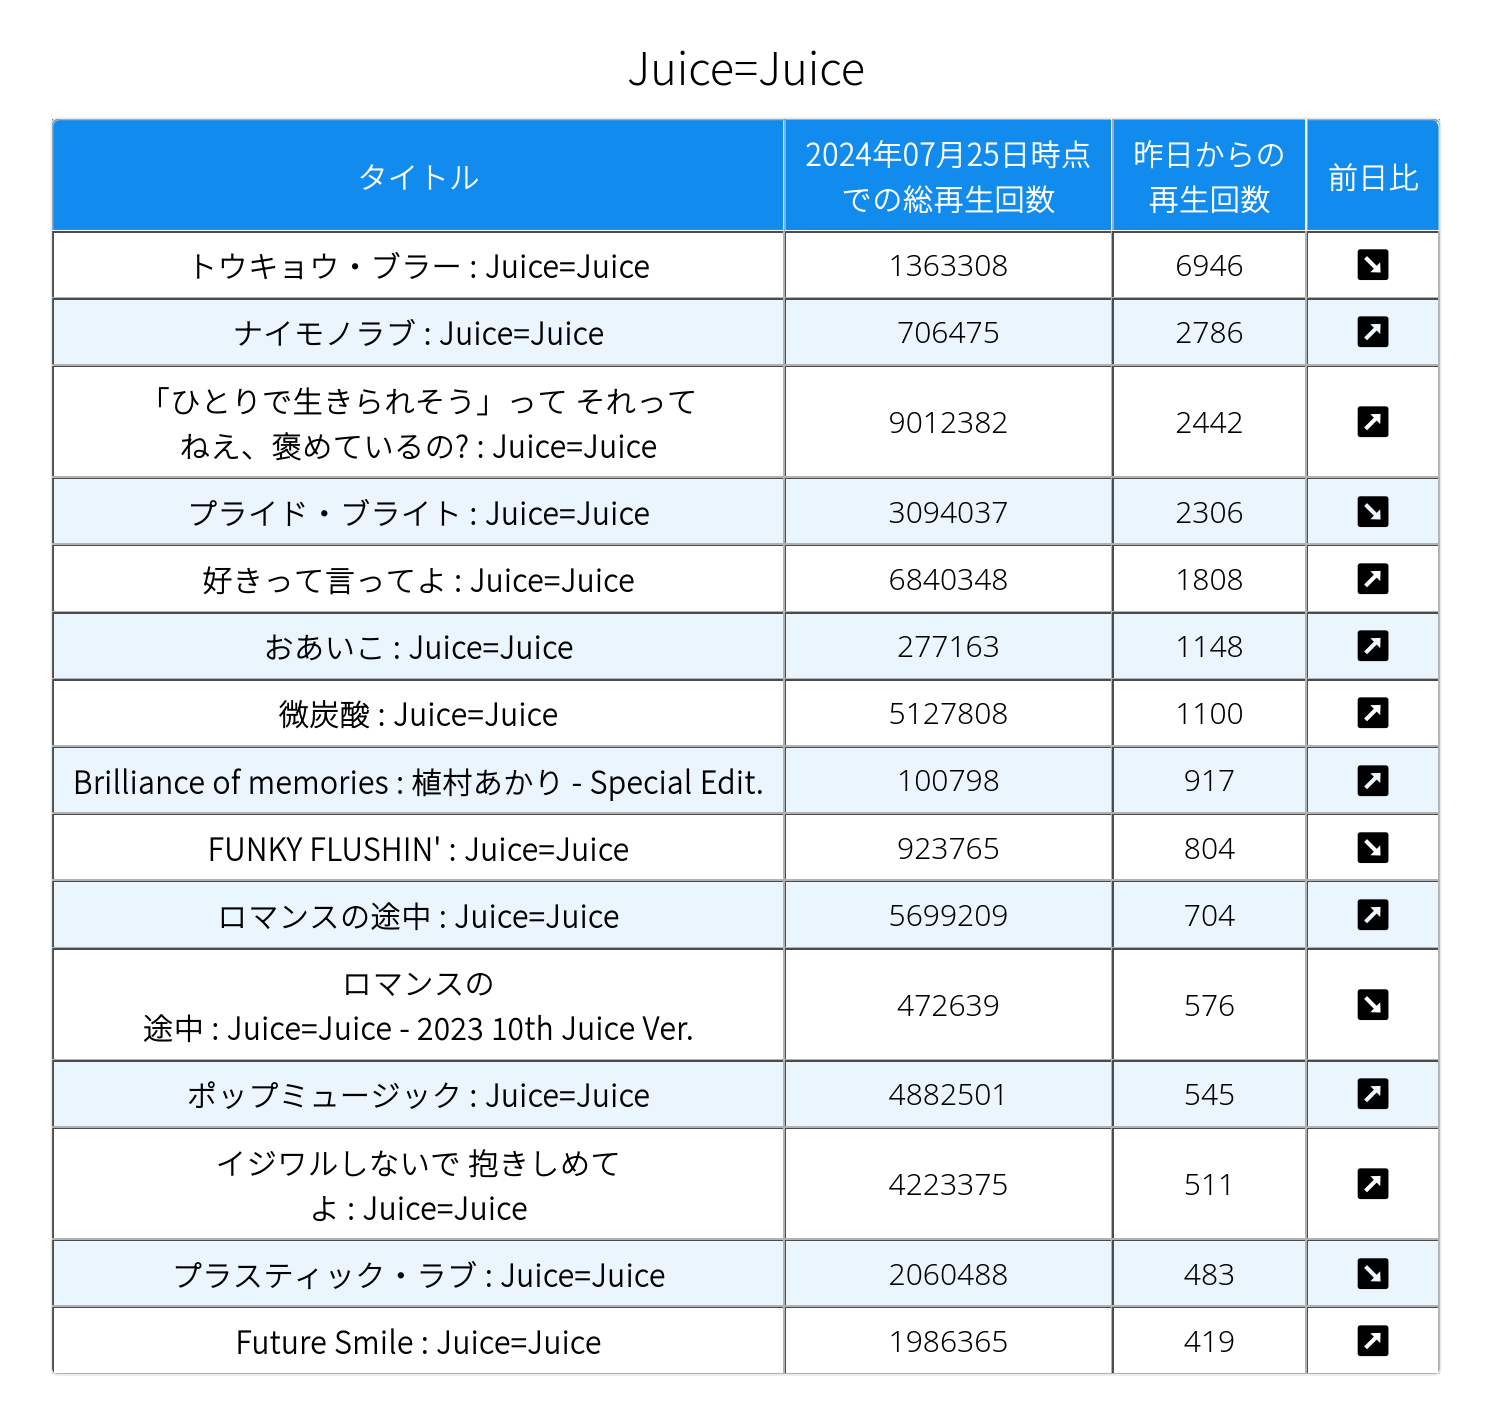 Juice=Juice
タイトル
2024年07月25日時点
での総再生回数
昨日からの
再生回数
前日比
トウキョウ・ブラー : Juice=Juice 1363308 6946 ↘
ナイモノラブ : Juice=Juice 706475 2786 ↗
「ひとりで生きられそう」って それって
ねえ、褒めているの? : Juice=Juice
9012382 2442 ↗
プライド・ブライト : Juice=Juice 3094037 2306 ↘
好きって言ってよ : Juice=Juice 6840348 1808 ↗
おあいこ : Juice=Juice 277163 1148 ↗
微炭酸 : Juice=Juice 5127808 1100 ↗
Brilliance of memories : 植村あかり - Special Edit. 100798 917 ↗
FUNKY FLUSHIN' : Juice=Juice 923765 804 ↘
ロマンスの途中 : Juice=Juice 5699209 704 ↗
ロマンスの
途中 : Juice=Juice - 2023 10th Juice Ver.
472639 576 ↘
ポップミュージック : Juice=Juice 4882501 545 ↗
イジワルしないで 抱きしめて
よ : Juice=Juice
4223375 511 ↗
プラスティック・ラブ : Juice=Juice 2060488 483 ↘
Future Smile : Juice=Juice 1986365 419 ↗